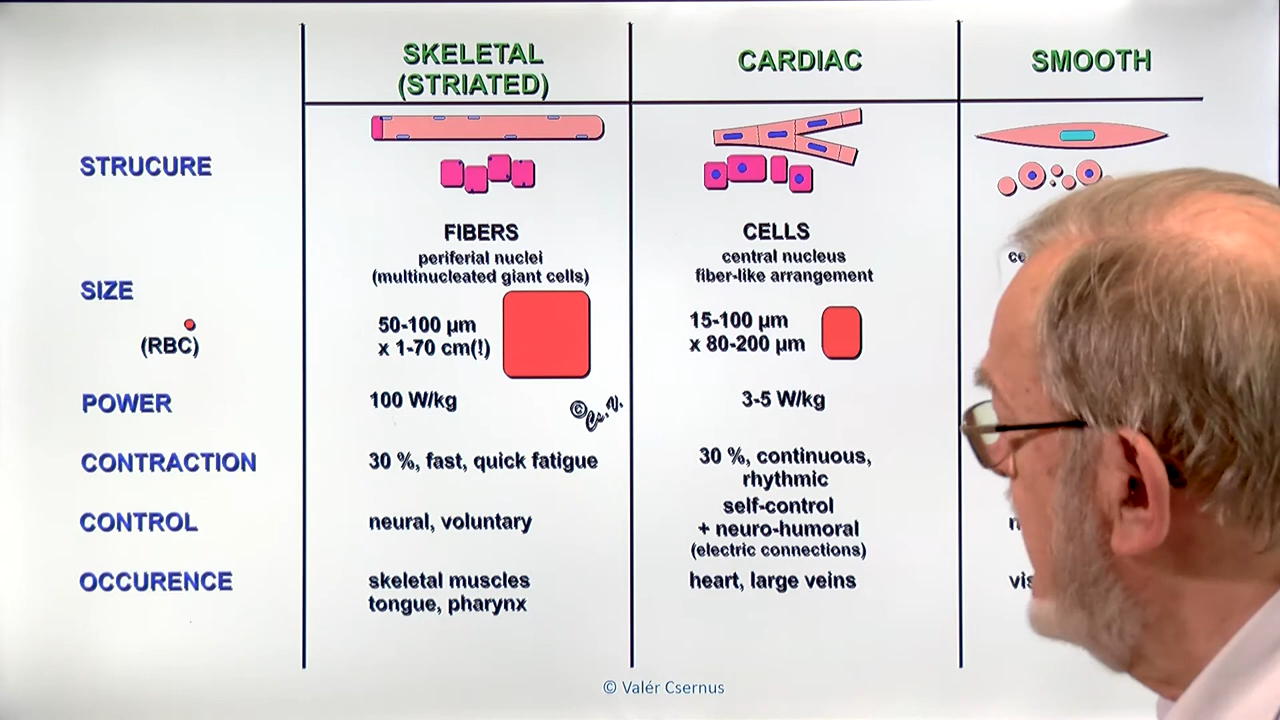 SKELETAL
(STRIATED)
CARDIAC
SMOOTH
STRUCURE
FIBERS
periferial nuclei
(multinucleated giant cells)
CELLS
central nucleus
fiber-like arrangement
SIZE
(RBC)
50-100 µm
x 1-70 cm(!)
15-100 µm
x 80-200 µm
POWER
100 W/kg
3-5 W/kg
© Cs.V.
CONTRACTION
30 %, fast, quick fatigue
30 %, continuous,
rhythmic
CONTROL
neural, voluntary
self-control
+ neuro-humoral
(electric connections)
OCCURENCE
skeletal muscles
tongue, pharynx
heart, large veins
© Valér Csernus